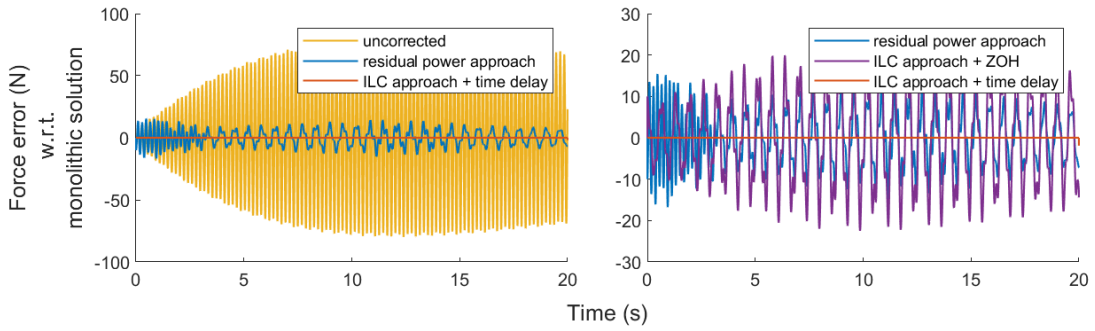 Force error (N)
w.r.t.
monolithic solution
100
50
0
-50
-100
0
5
10
15
20
uncorrected
residual power approach
ILC approach + time delay
30
20
10
0
-10
-20
-30
0
5
10
15
20
residual power approach
ILC approach + ZOH
ILC approach + time delay
Time (s)